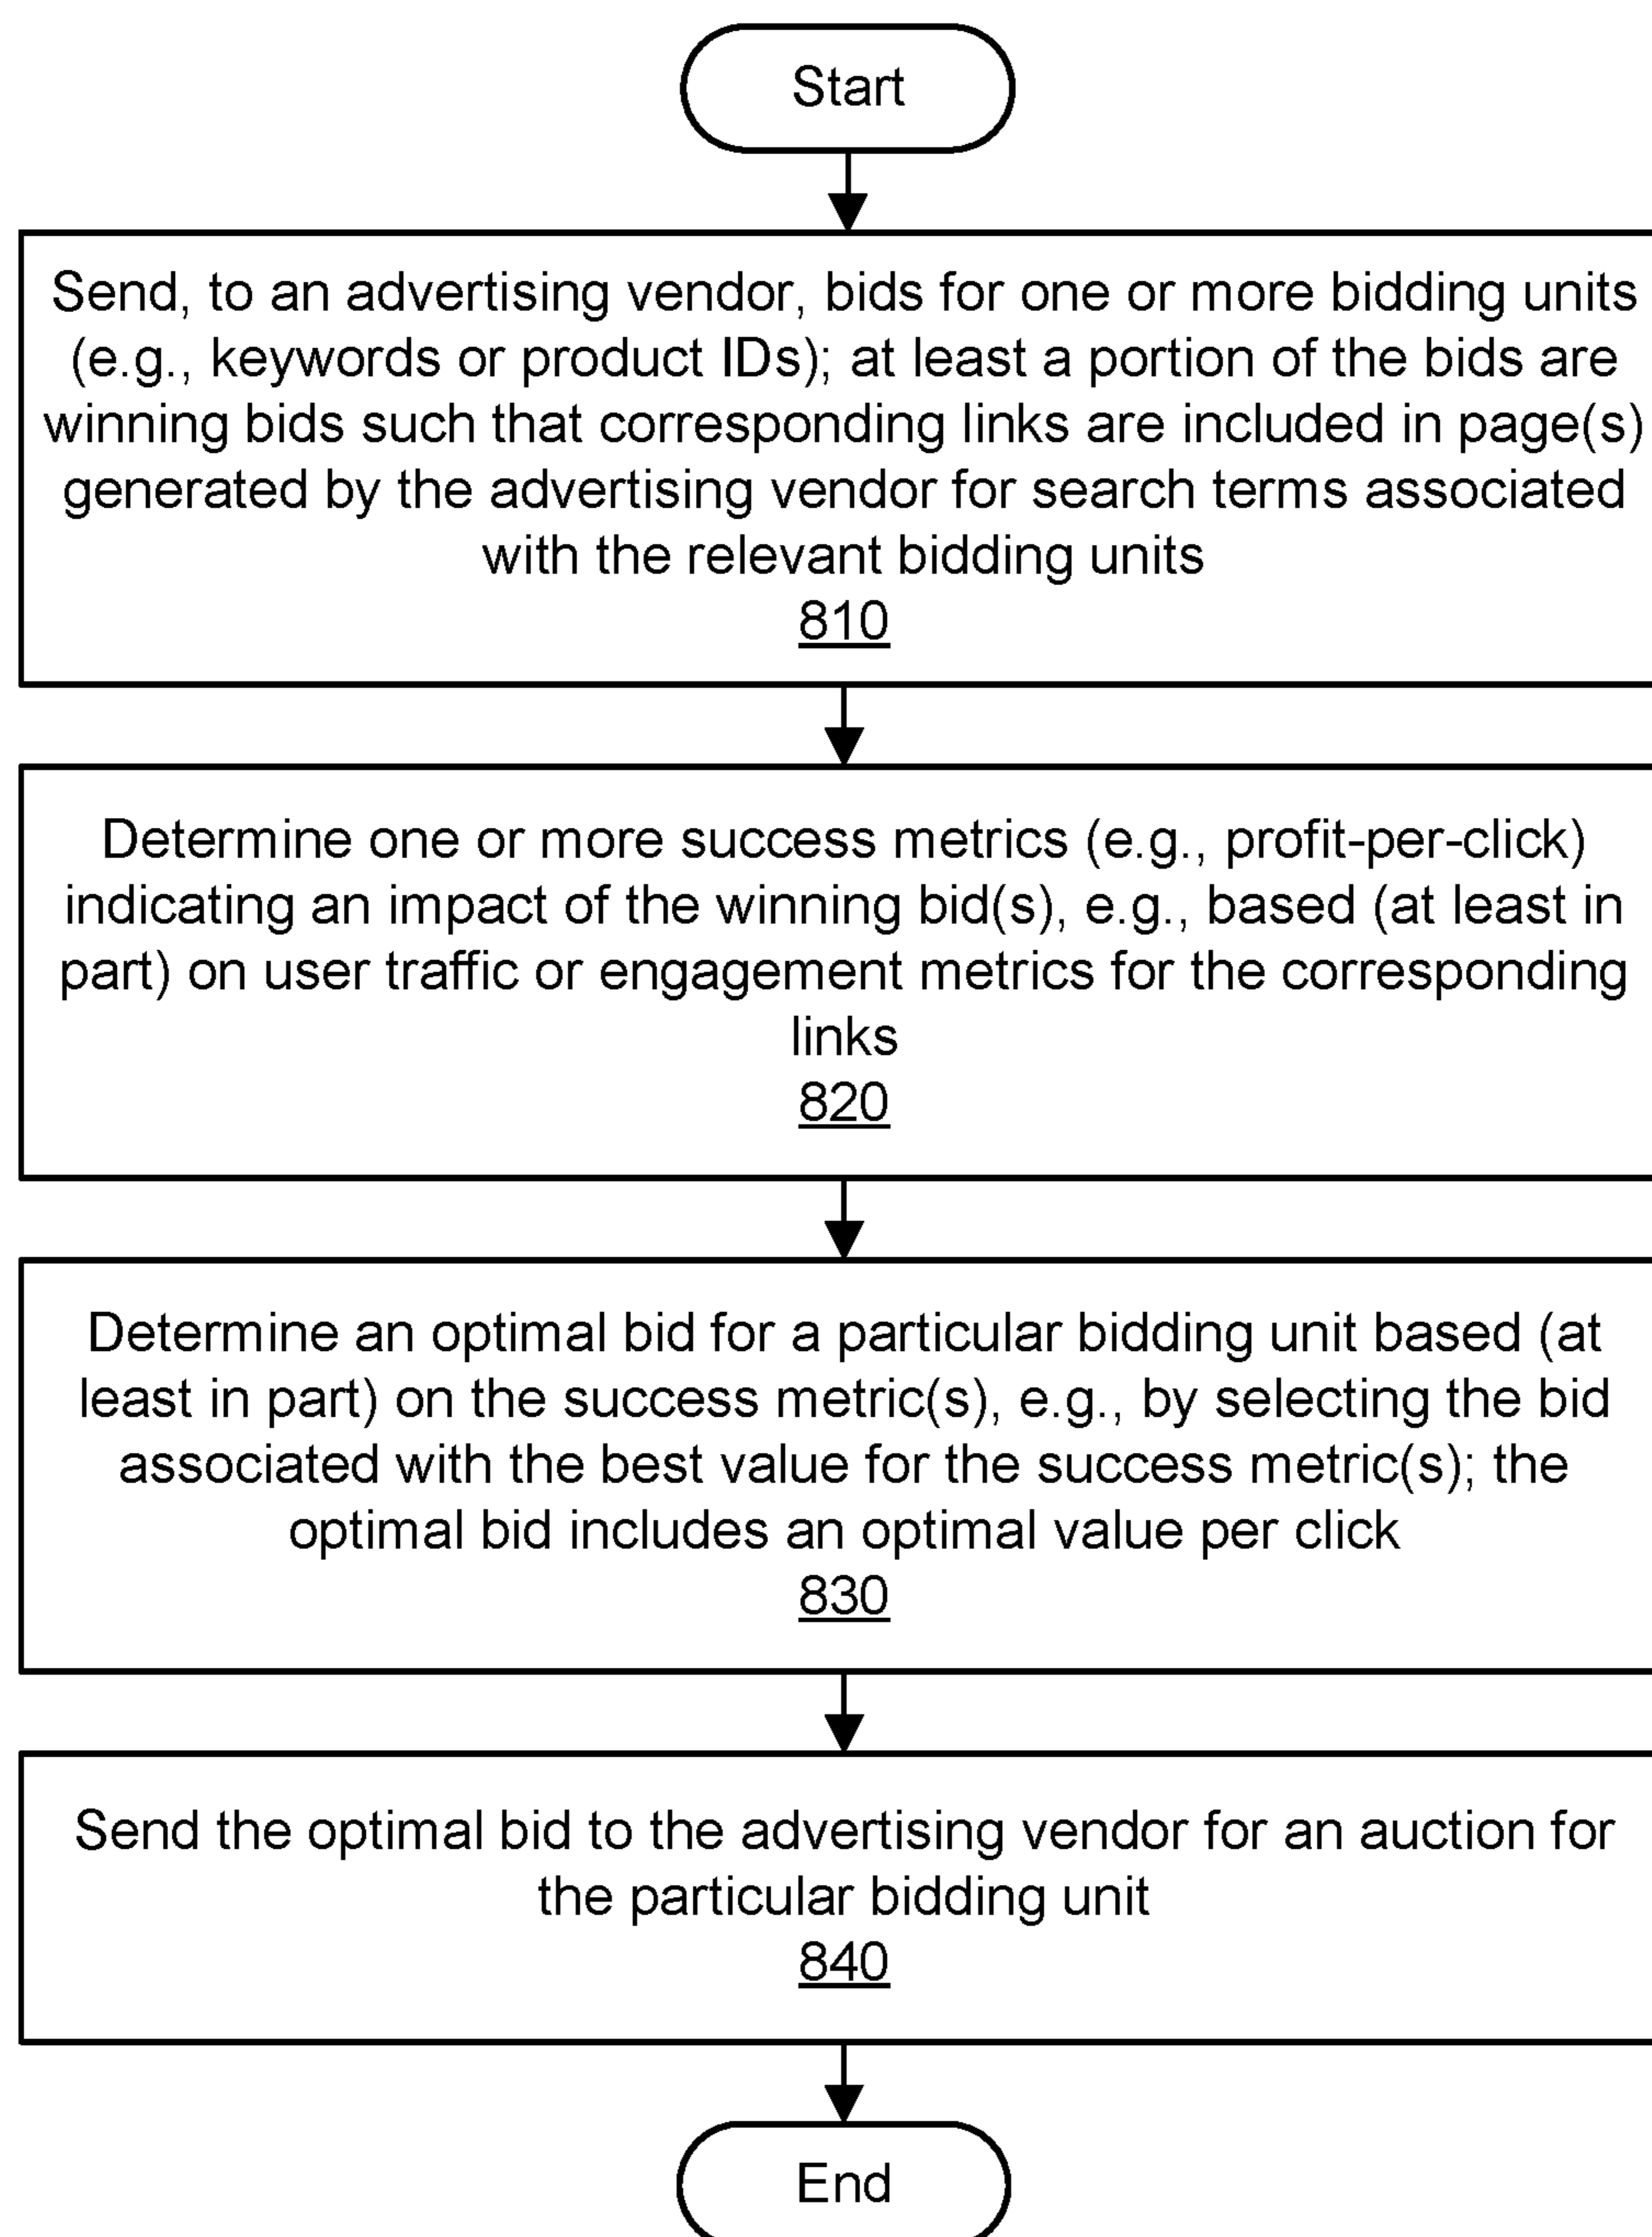 Start
Send, to an advertising vendor, bids for one or more bidding units
(e.g., keywords or product IDs); at least a portion of the bids are
winning bids such that corresponding links are included in page(s)
generated by the advertising vendor for search terms associated
with the relevant bidding units
810
Determine one or more success metrics (e.g., profit-per-click)
indicating an impact of the winning bid(s), e.g., based (at least in
part) on user traffic or engagement metrics for the corresponding
links
820
Determine an optimal bid for a particular bidding unit based (at
least in part) on the success metric(s), e.g., by selecting the bid
associated with the best value for the success metric(s); the
optimal bid includes an optimal value per click
830
Send the optimal bid to the advertising vendor for an auction for
the particular bidding unit
840
End